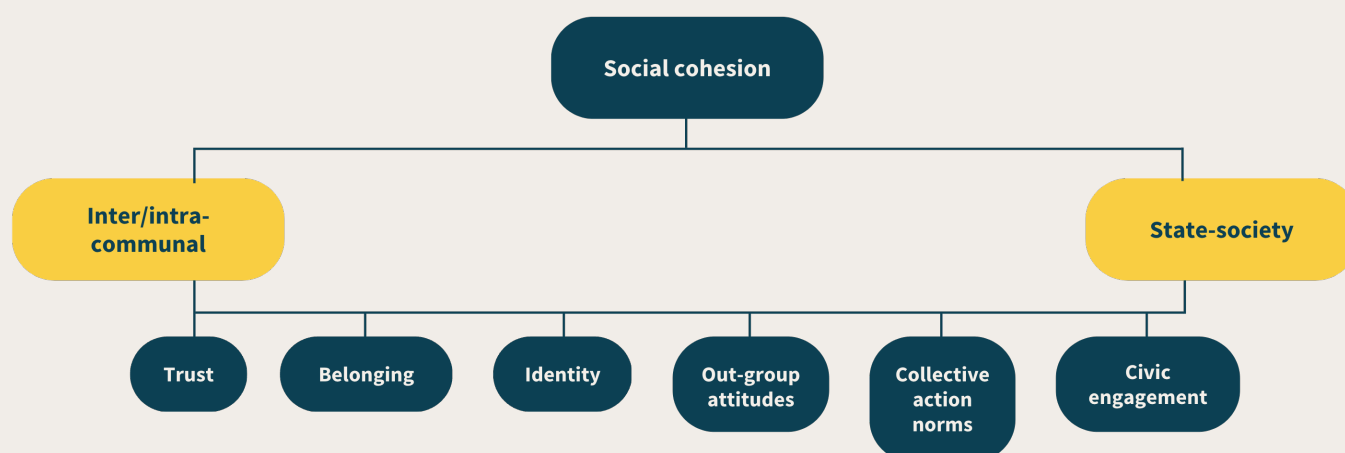 Social cohesion
Inter/intra-
communal
State-society
Trust
Belonging
Identity
Out-group
attitudes
Collective
action
norms
Civic
engagement